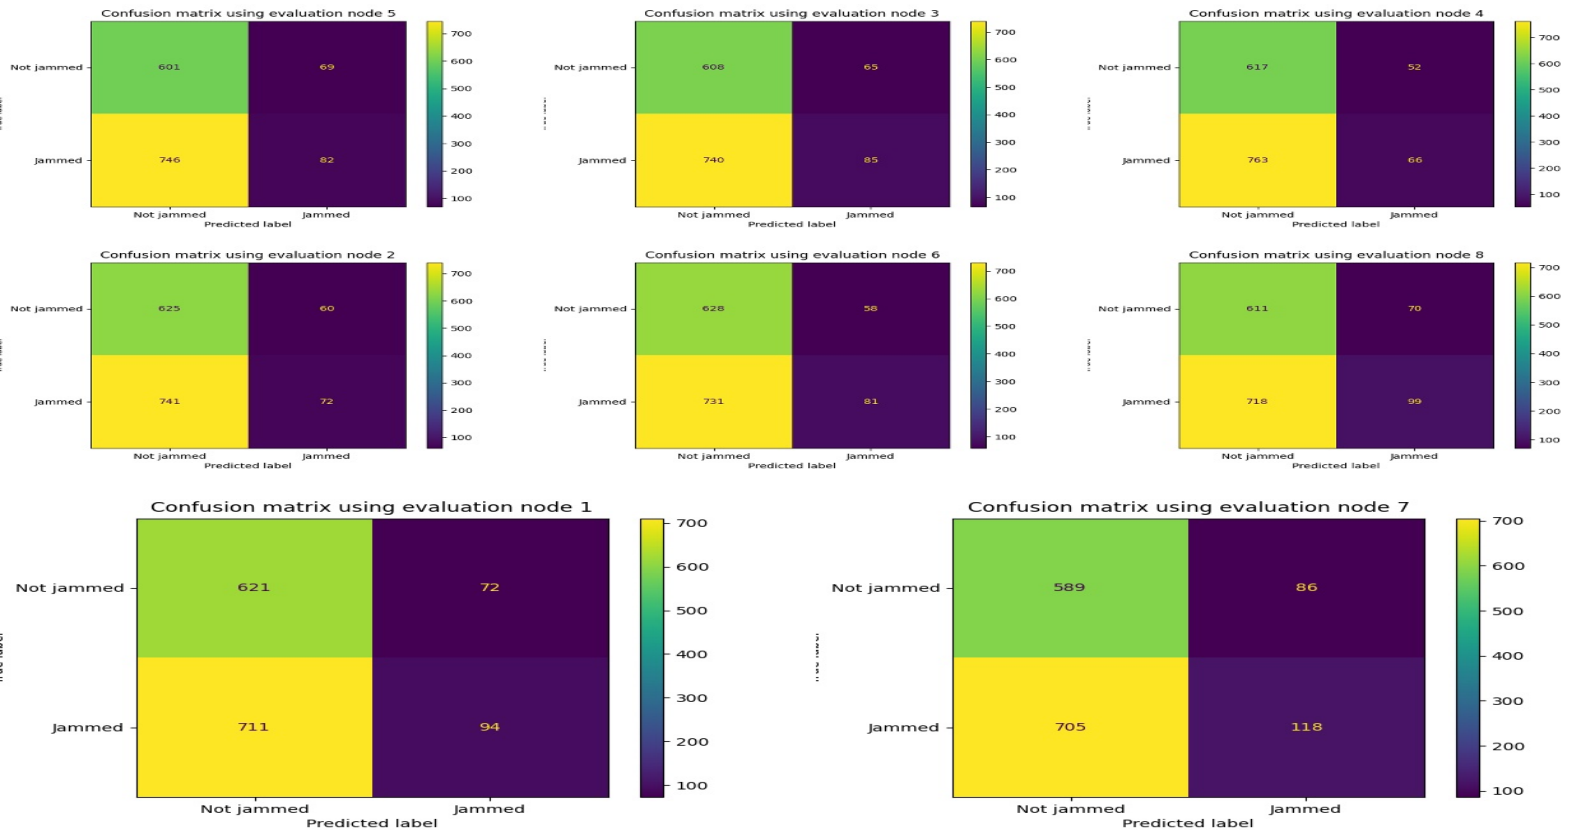 Confusion matrix using evaluation node 5
Not jammed
601
69
Jammed
746
82
Not jammed
Jammed
Predicted label
700
600
500
400
300
200
100
Confusion matrix using evaluation node 3
Not jammed
608
65
Jammed
740
85
Not jammed
Jammed
Predicted label
700
600
500
400
300
200
100
Confusion matrix using evaluation node 4
Not jammed
617
52
Jammed
763
66
Not jammed
Jammed
Predicted label
700
600
500
400
300
200
100
Confusion matrix using evaluation node 2
Not jammed
625
60
Jammed
741
72
Not jammed
Jammed
Predicted label
700
600
500
400
300
200
100
Confusion matrix using evaluation node 6
Not jammed
628
58
Jammed
731
81
Not jammed
Jammed
Predicted label
700
600
500
400
300
200
100
Confusion matrix using evaluation node 8
Not jammed
611
70
Jammed
718
99
Not jammed
Jammed
Predicted label
700
600
500
400
300
200
100
Confusion matrix using evaluation node 1
Not jammed
621
72
Jammed
711
94
Not jammed
Jammed
Predicted label
700
600
500
400
300
200
100
Confusion matrix using evaluation node 7
Not jammed
589
86
Jammed
705
118
Not jammed
Jammed
Predicted label
700
600
500
400
300
200
100